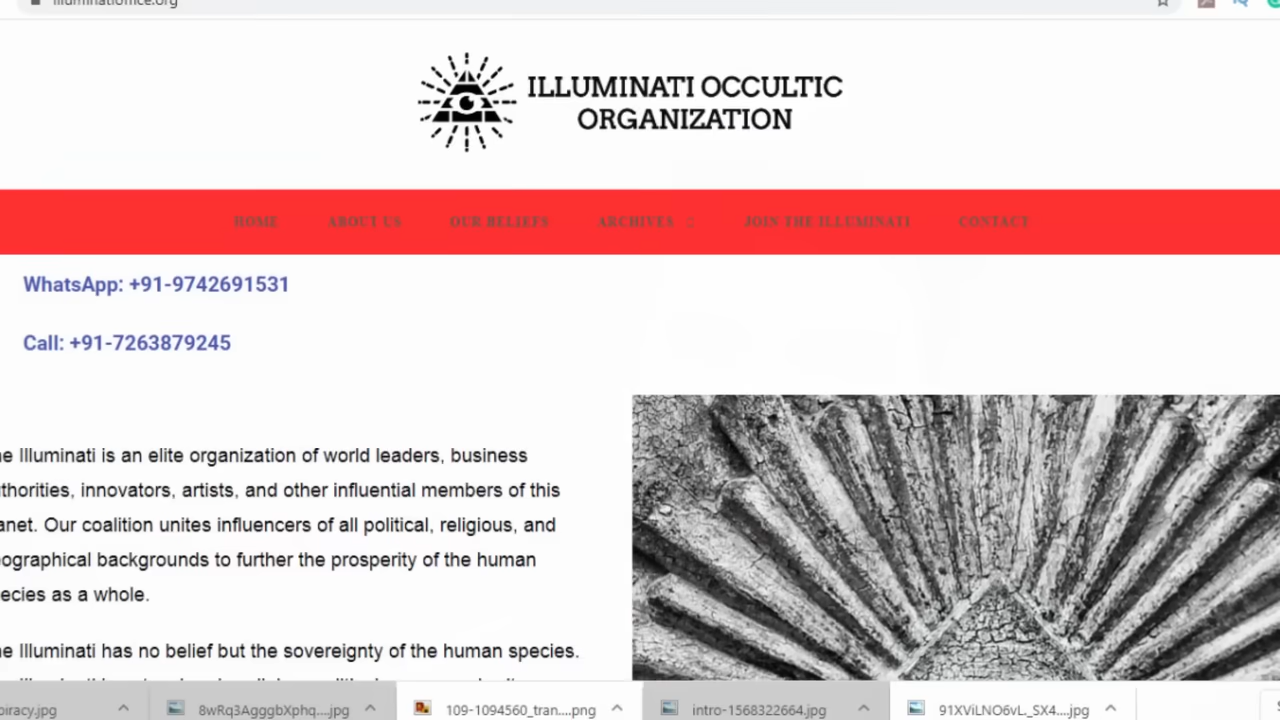 ILLUMINATI OCCULTIC
ORGANIZATION
HOME ABOUT US OUR BELIEFS ARCHIVES JOIN THE ILLUMINATI CONTACT
WhatsApp: +91-9742691531
Call: +91-7263879245
e Illuminati is an elite organization of world leaders, business
thorities, innovators, artists, and other influential members of this
anet. Our coalition unites influencers of all political, religious, and
ographical backgrounds to further the prosperity of the human
ecies as a whole.
e Illuminati has no belief but the sovereignty of the human species.
piracy.jpg 8wRq3AgggbXphq....jpg 109-1094560_tran....png intro-1568322664.jpg 91XViLNO6vL_SX4....jpg